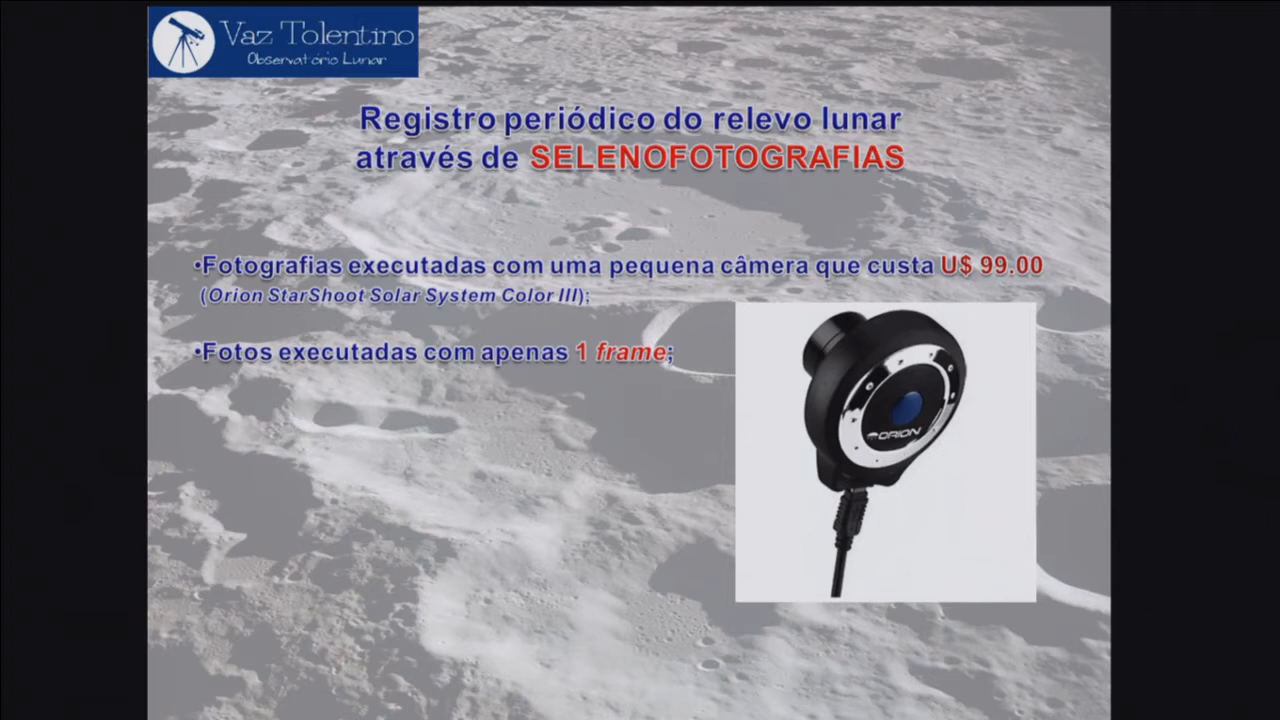 Vaz Tolentino
Observatório Lunar
Registro periódico do relevo lunar
através de SELENOFOTOGRAFIAS
•Fotografias executadas com uma pequena câmera que custa U$ 99.00
(Orion StarShoot Solar System Color III);
•Fotos executadas com apenas 1 frame;
ORION